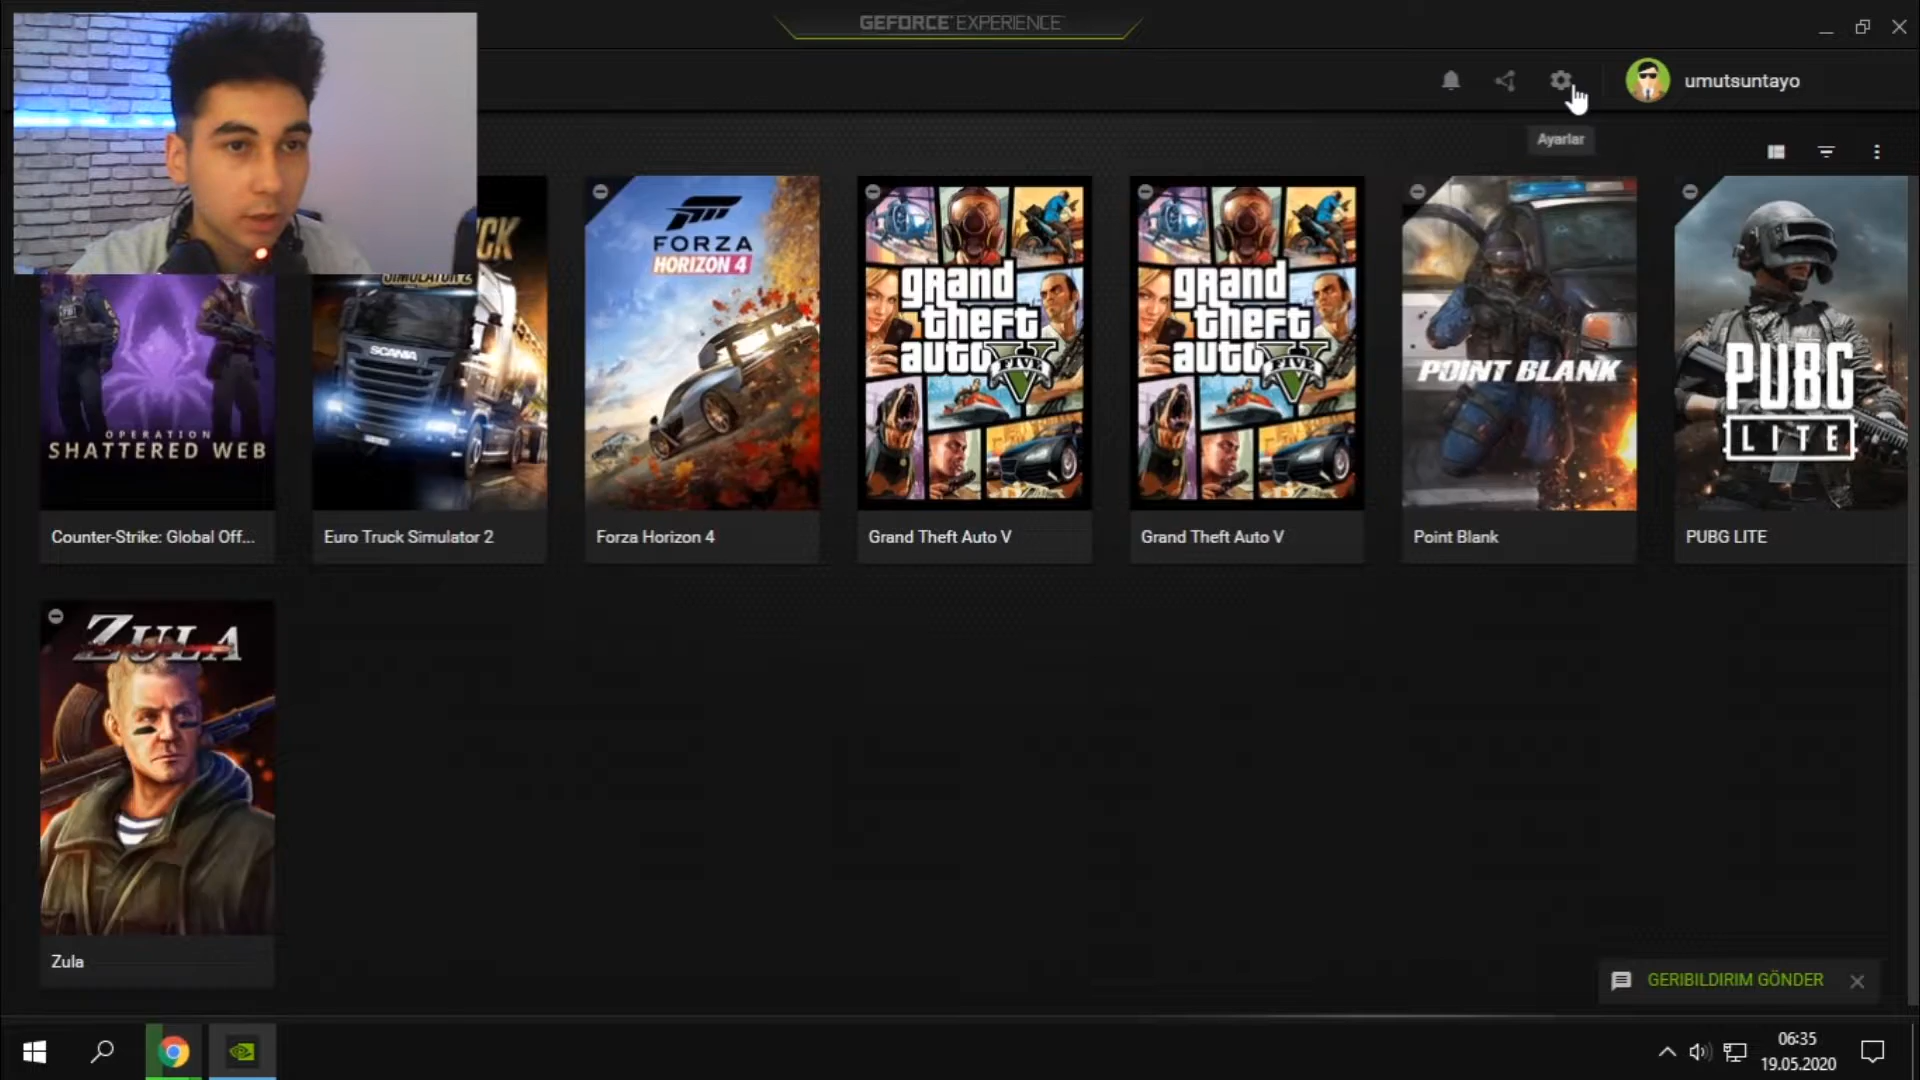 GEFORCE EXPERIENCE
umutsuntayo
Ayarlar
OPERATION
SHATTERED WEB
Counter-Strike: Global Off...
SIMULATOR 2
SCANIA
Euro Truck Simulator 2
FORZA
HORIZON 4
Forza Horizon 4
grand
theft
auto
FIVE
Grand Theft Auto V
grand
theft
auto
FIVE
Grand Theft Auto V
POINT BLANK
Point Blank
PUBG
LITE
PUBG LITE
ZULA
Zula
GERIBILDIRIM GÖNDER
06:35
19.05.2020